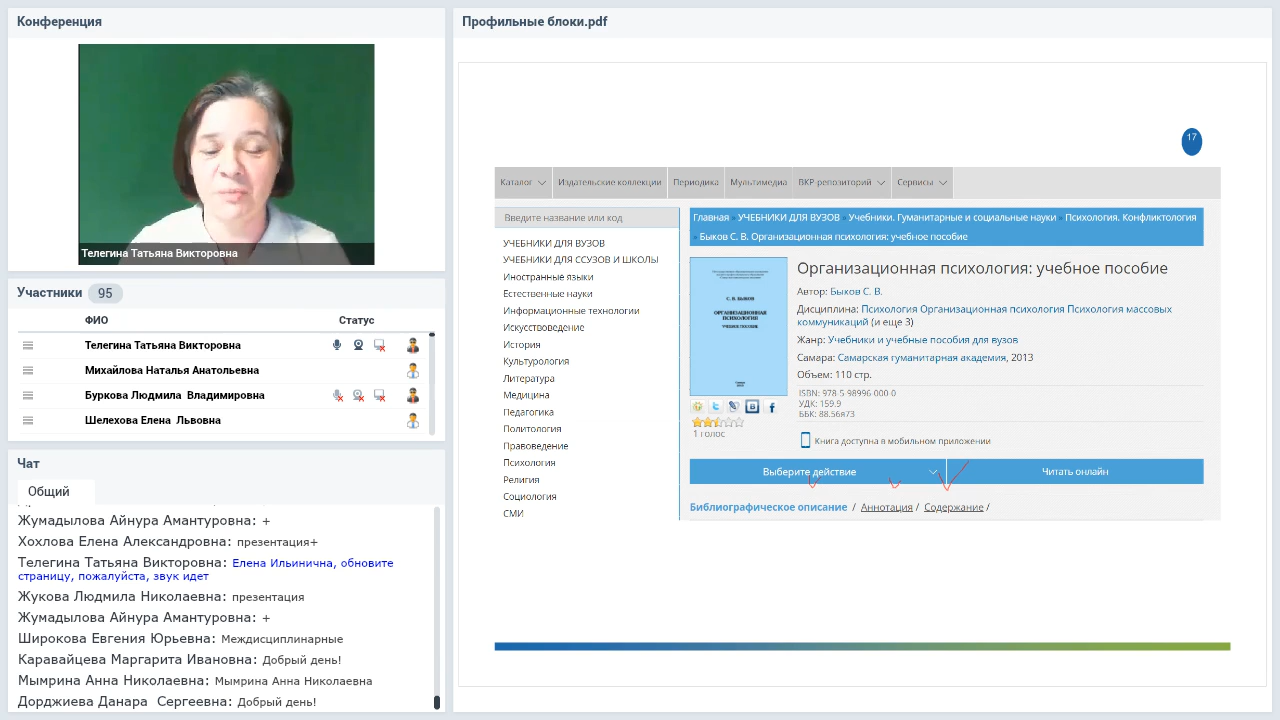 Конференция
Телегина Татьяна Викторовна
Участники 95
ФИО Статус
Телегина Татьяна Викторовна
Михайлова Наталья Анатольевна
Буркова Людмила Владимировна
Шелехова Елена Львовна
Чат
Общий
Жумадылова Айнура Амантуровна: +
Хохлова Елена Александровна: презентация+
Телегина Татьяна Викторовна: Елена Ильинична, обновите
страницу, пожалуйста, звук идет
Жукова Людмила Николаевна: презентация
Жумадылова Айнура Амантуровна: +
Широкова Евгения Юрьевна: Междисциплинарные
Каравайцева Маргарита Ивановна: Добрый день!
Мымрина Анна Николаевна: Мымрина Анна Николаевна
Дорджиева Данара Сергеевна: Добрый день!
Профильные блоки.pdf
17
Каталог Издательские коллекции Периодика Мультимедиа ВКР-репозиторий Сервисы
Введите название или код
УЧЕБНИКИ ДЛЯ ВУЗОВ
УЧЕБНИКИ ДЛЯ ССУЗОВ И ШКОЛЫ
Иностранные языки
Естественные науки
Информационные технологии
Искусствоведение
История
Культурология
Литература
Медицина
Педагогика
Политология
Правоведение
Психология
Религия
Социология
СМИ
Главная » УЧЕБНИКИ ДЛЯ ВУЗОВ » Учебники. Гуманитарные и социальные науки » Психология. Конфликтология
» Быков С. В. Организационная психология: учебное пособие
С. В. БЫКОВ
ОРГАНИЗАЦИОННАЯ
ПСИХОЛОГИЯ
УЧЕБНОЕ ПОСОБИЕ
Самара
1 голос
Организационная психология: учебное пособие
Автор: Быков С. В.
Дисциплина: Психология Организационная психология Психология массовых
коммуникаций (и еще 3)
Жанр: Учебники и учебные пособия для вузов
Самара: Самарская гуманитарная академия, 2013
Объем: 110 стр.
ISBN: 978-5-98996-000-0
УДК: 159.9
ББК: 88.56я73
Книга доступна в мобильном приложении
Выберите действие Читать онлайн
Библиографическое описание / Аннотация / Содержание /